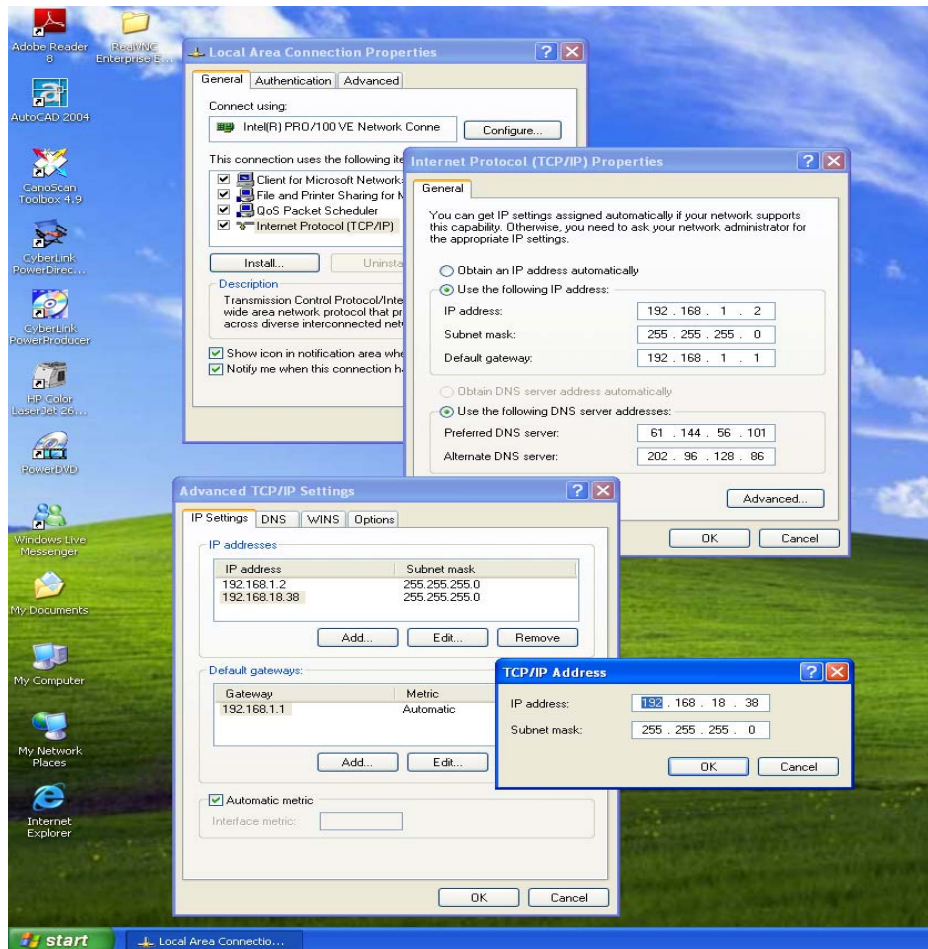 Adobe Reader
8
RealVNC
Enterprise E...
AutoCAD 2004
CanoScan
Toolbox 4.9
CyberLink
PowerDirec...
CyberLink
PowerProducer
HP Color
LaserJet 26...
PowerDVD
Windows Live
Messenger
My Documents
My Computer
My Network
Places
Internet
Explorer
Local Area Connection Properties
General Authentication Advanced
Connect using:
Intel(R) PRO/100 VE Network Conne
Configure...
This connection uses the following ite
Client for Microsoft Network
File and Printer Sharing for
QoS Packet Scheduler
Internet Protocol (TCP/IP)
Install...
Uninsta
Description
Transmission Control Protocol/Inte
wide area network protocol that pr
across diverse interconnected net
Show icon in notification area whe
Notify me when this connection h
Internet Protocol (TCP/IP) Properties
General
You can get IP settings assigned automatically if your network supports
this capability. Otherwise, you need to ask your network administrator for
the appropriate IP settings.
Obtain an IP address automatically
Use the following IP address:
IP address: 192 . 168 . 1 . 2
Subnet mask: 255 . 255 . 255 . 0
Default gateway: 192 . 168 . 1 . 1
Obtain DNS server address automatically
Use the following DNS server addresses:
Preferred DNS server: 61 . 144 . 56 . 101
Alternate DNS server: 202 . 96 . 128 . 86
Advanced...
OK Cancel
Advanced TCP/IP Settings
IP Settings DNS WINS Options
IP addresses
IP address Subnet mask
192.168.1.2 255.255.255.0
192.168.18.38 255.255.255.0
Add... Edit... Remove
Default gateways:
Gateway Metric
192.168.1.1 Automatic
Add... Edit...
Automatic metric
Interface metric:
OK Cancel
TCP/IP Address
IP address: 192 . 168 . 18 . 38
Subnet mask: 255 . 255 . 255 . 0
OK Cancel
start
Local Area Connectio...